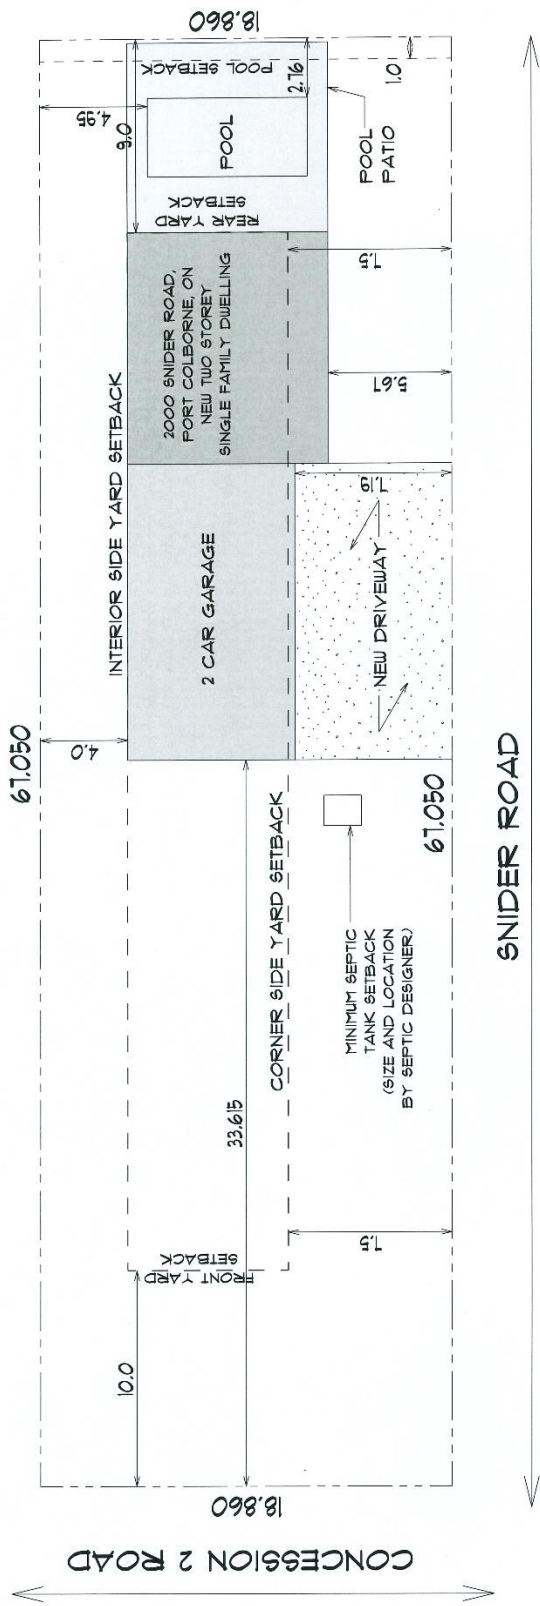 18.860
POOL SETBACK
2.76
1.0
4.95
9.0
POOL
POOL
PATIO
REAR YARD
SETBACK
7.5
2000 SNIDER ROAD,
PORT COLBORNE, ON
NEW TWO STOREY
SINGLE FAMILY DWELLING
5.67
INTERIOR SIDE YARD SETBACK
7.19
2 CAR GARAGE
NEW DRIVEWAY
4.0
67.050
67.050
SNIDER ROAD
CORNER SIDE YARD SETBACK
MINIMUM SEPTIC
TANK SETBACK
(SIZE AND LOCATION
BY SEPTIC DESIGNER)
33.615
7.5
FRONT YARD
SETBACK
10.0
18.860
CONCESSION 2 ROAD